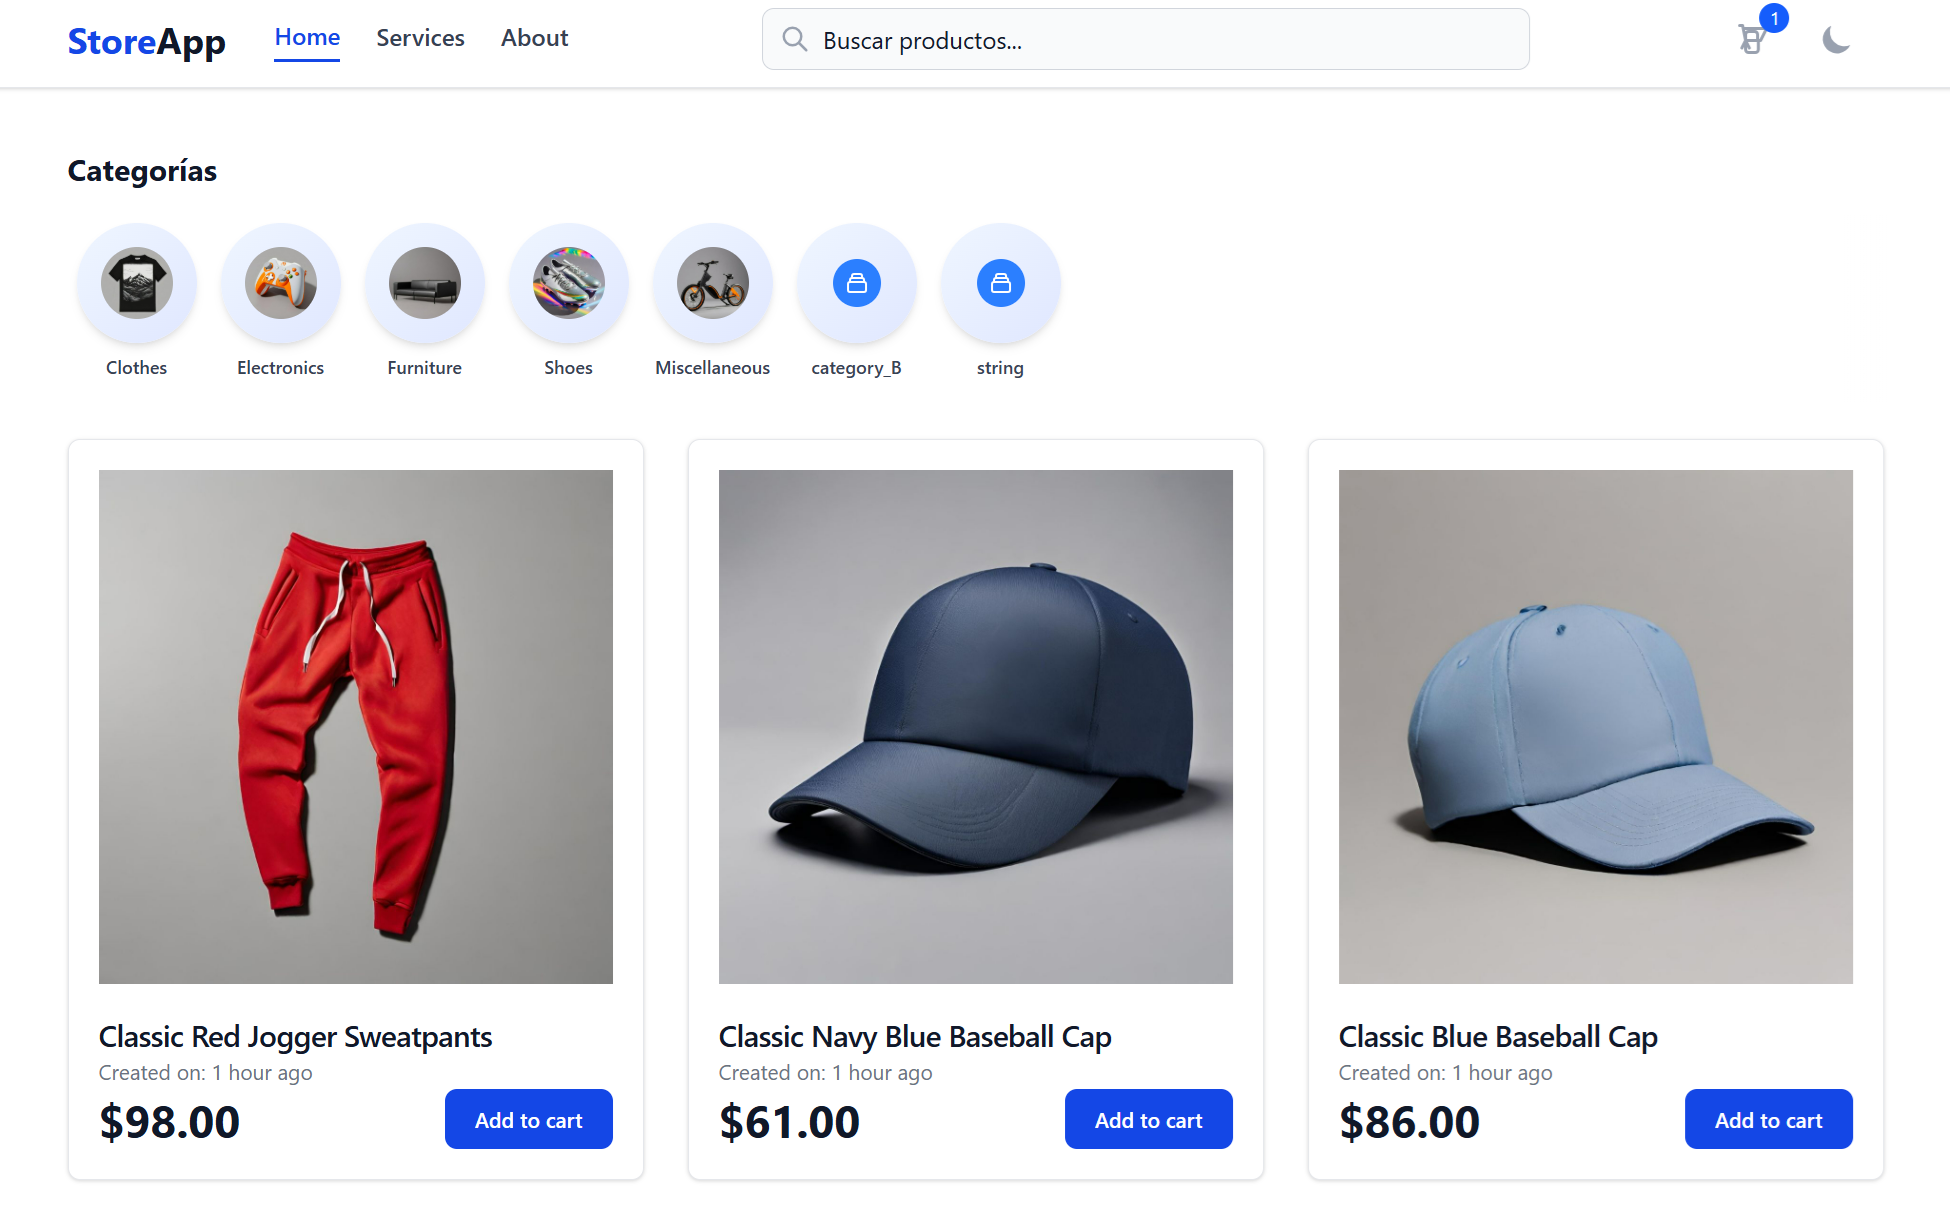 StoreApp Home Services About Buscar productos... 1
Categorías
Clothes Electronics Furniture Shoes Miscellaneous category_B string
Classic Red Jogger Sweatpants
Created on: 1 hour ago
$98.00 Add to cart
Classic Navy Blue Baseball Cap
Created on: 1 hour ago
$61.00 Add to cart
Classic Blue Baseball Cap
Created on: 1 hour ago
$86.00 Add to cart